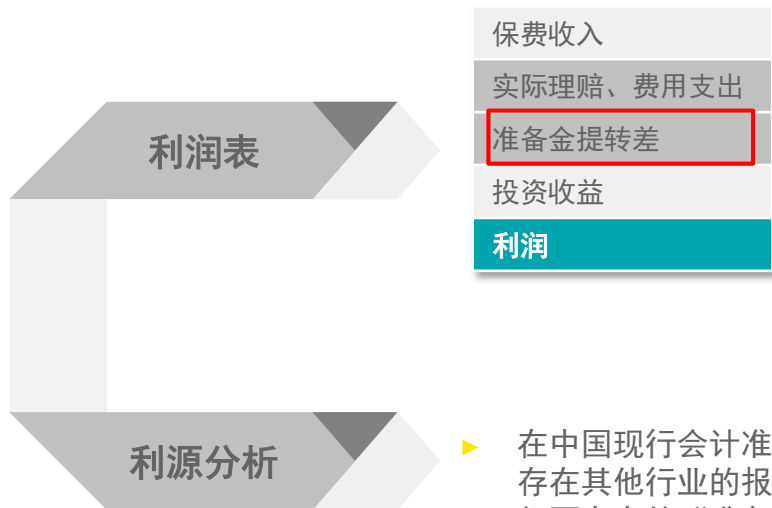 保费收入
实际理赔、费用支出
利润表
准备金提转差
投资收益
利润
利源分析
在中国现行会计准
存在其他行业的报